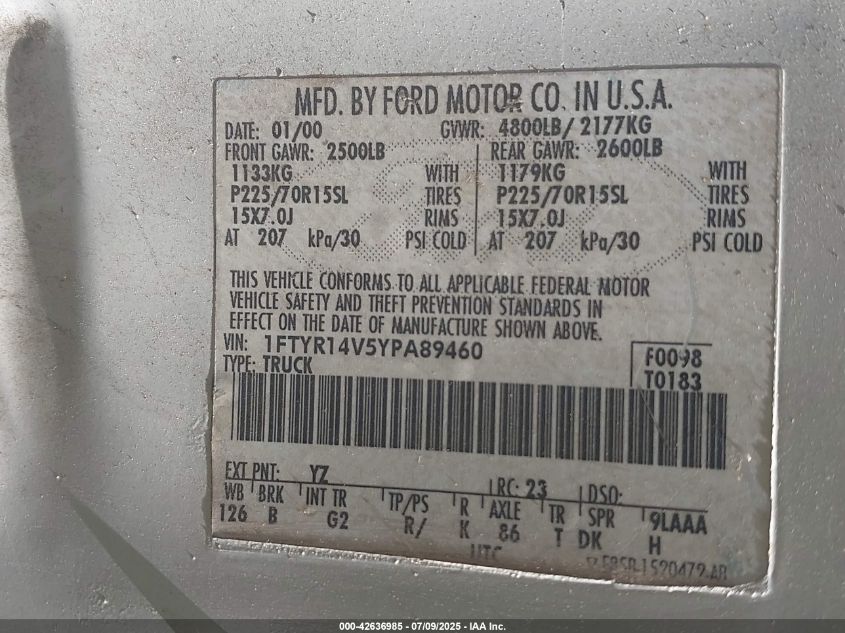 MFD. BY FORD MOTOR CO. IN U.S.A.
DATE: 01/00 GVWR: 4800LB/ 2177KG
FRONT GAWR: 2500LB REAR GAWR: 2600LB
1133KG WITH 1179KG WITH
P225/70R15SL TIRES P225/70R15SL TIRES
15X7.0J RIMS 15X7.0J RIMS
AT 207 kPa/30 PSI COLD AT 207 kPa/30 PSI COLD
THIS VEHICLE CONFORMS TO ALL APPLICABLE FEDERAL MOTOR
VEHICLE SAFETY AND THEFT PREVENTION STANDARDS IN
EFFECT ON THE DATE OF MANUFACTURE SHOWN ABOVE.
VIN: 1FTYR14V5YPA89460 F0098
TYPE: TRUCK T0183
EXT PNT: YZ RC: 23 DSO:
WB BRK INT TR TP/PS R AXLE TR SPR 9LAAA
126 B G2 R/ K 86 T DK H
UTC
000-42636985 / 07/09/2025 - IAA Inc.